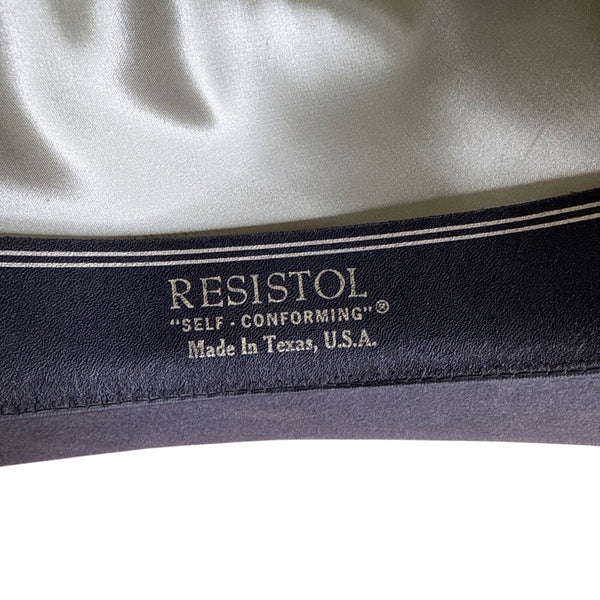 RESISTOL
"SELF-CONFORMING"®
Made In Texas, U.S.A.